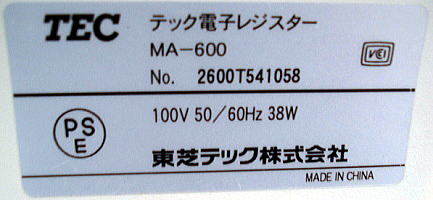 TEC テック電子レジスター
MA-600
No. 2600T541058
VCI
PS E
100V 50/60Hz 38W
東芝テック株式会社
MADE IN CHINA